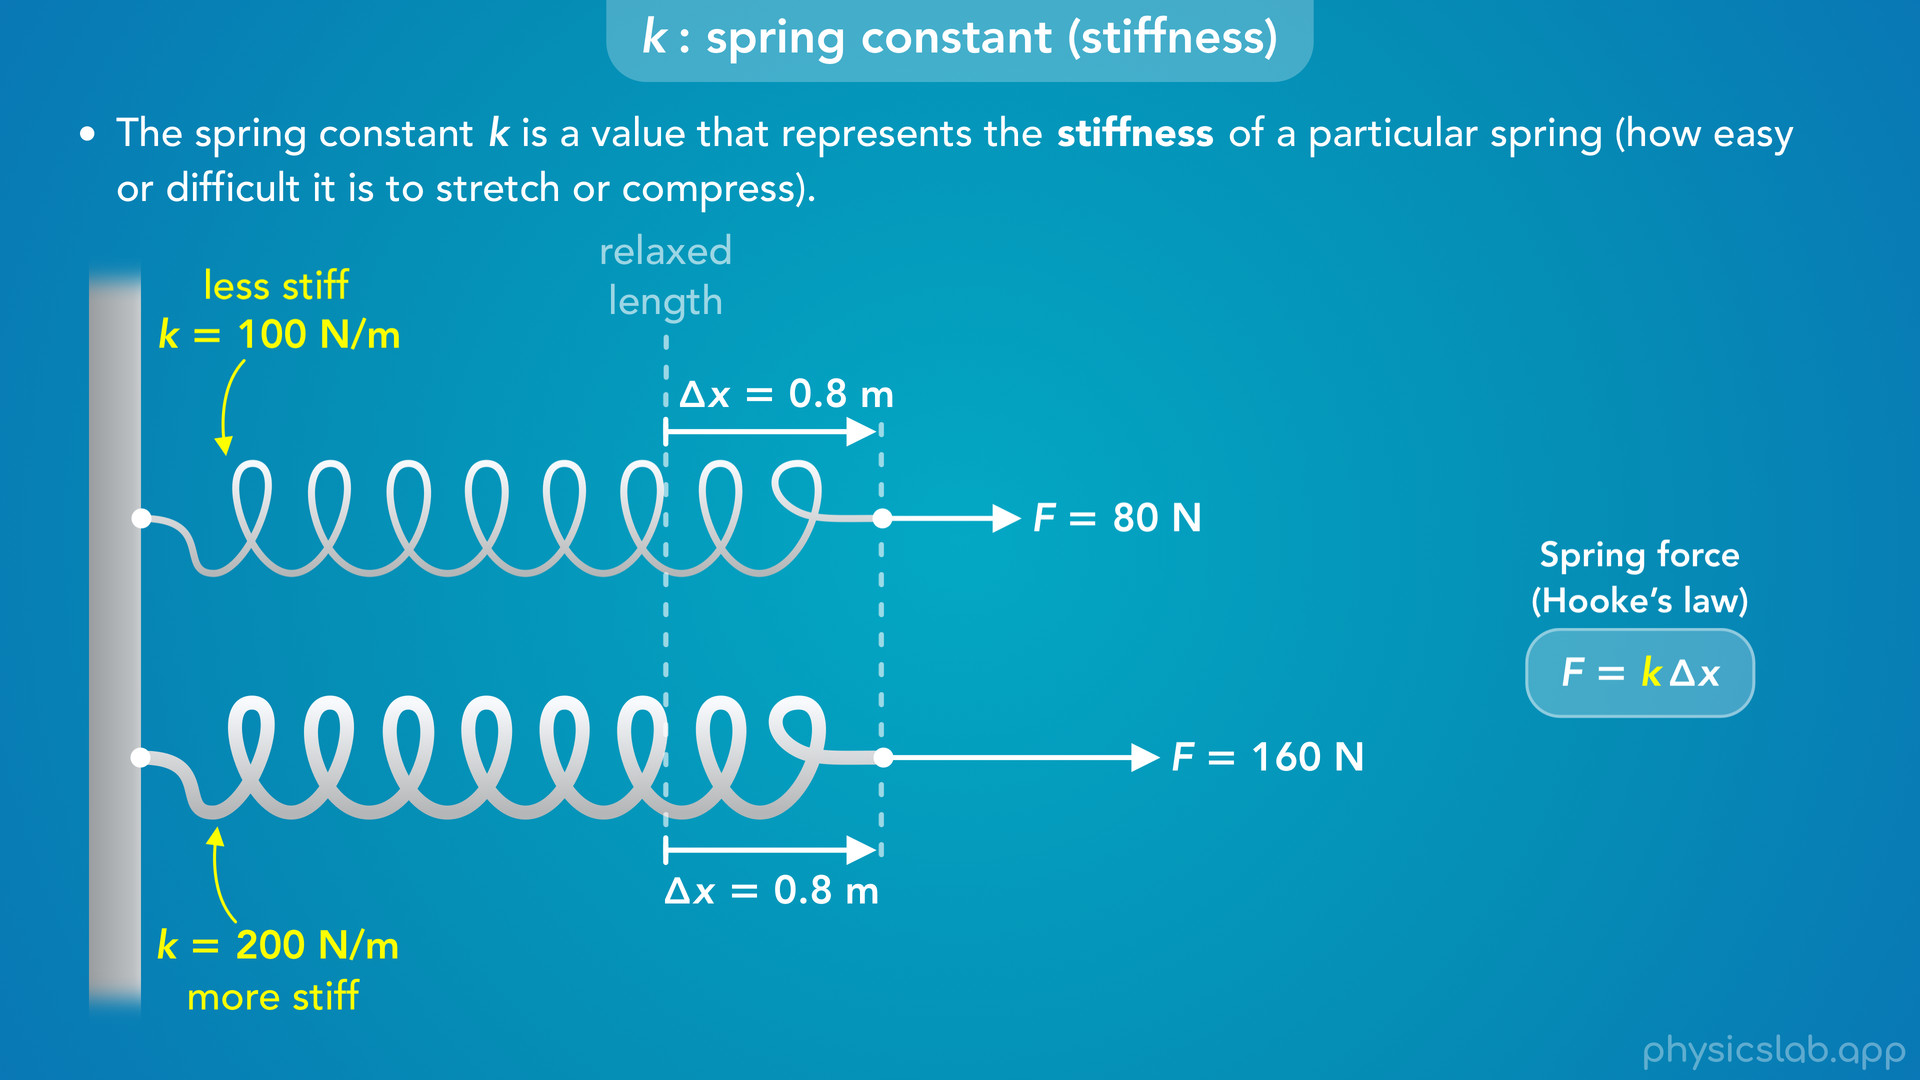 k : spring constant (stiffness)
• The spring constant k is a value that represents the stiffness of a particular spring (how easy
or difficult it is to stretch or compress).
relaxed
length
less stiff
k = 100 N/m
Δx = 0.8 m
F = 80 N
Spring force
(Hooke’s law)
F = kΔx
F = 160 N
Δx = 0.8 m
k = 200 N/m
more stiff
physicslab.app